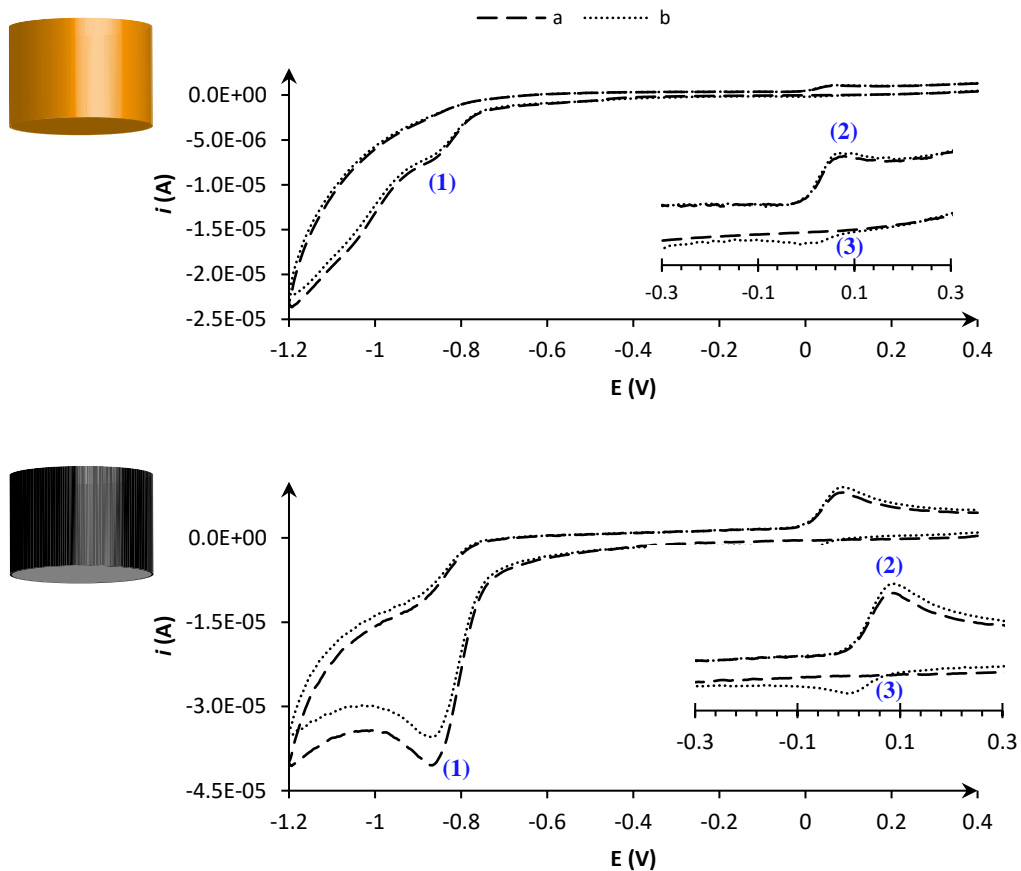 a b
0.0E+00
-5.0E-06
-1.0E-05
-1.5E-05
-2.0E-05
-2.5E-05
i (A)
(1)
(2)
(3)
-0.3 -0.1 0.1 0.3
-1.2 -1 -0.8 -0.6 -0.4 -0.2 0 0.2 0.4
E (V)
0.0E+00
-1.5E-05
-3.0E-05
-4.5E-05
i (A)
(2)
(3)
(1)
-0.3 -0.1 0.1 0.3
-1.2 -1 -0.8 -0.6 -0.4 -0.2 0 0.2 0.4
E (V)